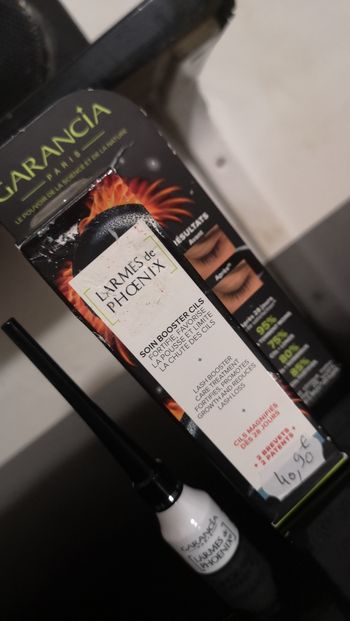 GARANCIA
PARIS
LE POUVOIR DE LA SCIENCE ET DE LA NATURE
LARMES de
PHOENIX
SOIN BOOSTER CILS
FORTIFIE, FAVORISE
LA POUSSE ET LIMITE
LA CHUTE DES CILS
+
LASH BOOSTER
CARE TREATMENT
FORTIFIES, PROMOTES
GROWTH AND REDUCES
LASH LOSS
CILS MAGNIFIÉS
DÈS 28 JOURS
+ 2 BREVETS +
+ 2 PATENTS +
40,90 €
RÉSULTATS
Avant
Après
95%
75%
80%
85%
GARANCIA
LARMES de
PHOENIX